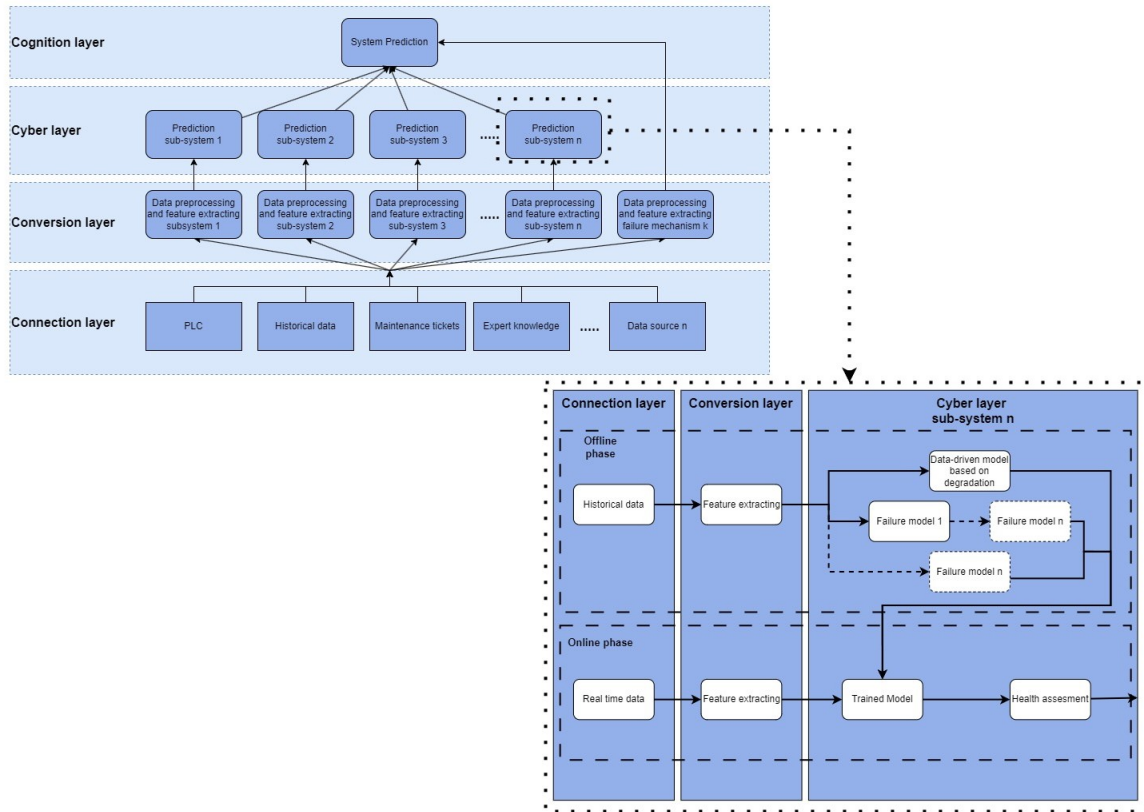 Cognition layer
System Prediction
Cyber layer
Prediction
sub-system 1
Prediction
sub-system 2
Prediction
sub-system 3
.....
Prediction
sub-system n
Conversion layer
Data preprocessing
and feature extracting
subsystem 1
Data preprocessing
and feature extracting
sub-system 2
Data preprocessing
and feature extracting
sub-system 3
.....
Data preprocessing
and feature extracting
sub-system n
Data preprocessing
and feature extracting
failure mechanism k
Connection layer
PLC
Historical data
Maintenance tickets
Expert knowledge
.....
Data source n
Connection layer
Conversion layer
Cyber layer
sub-system n
Offline
phase
Historical data
Feature extracting
Data-driven model
based on
degradation
Failure model 1
Failure model n
Failure model n
Online phase
Real time data
Feature extracting
Trained Model
Health assesment